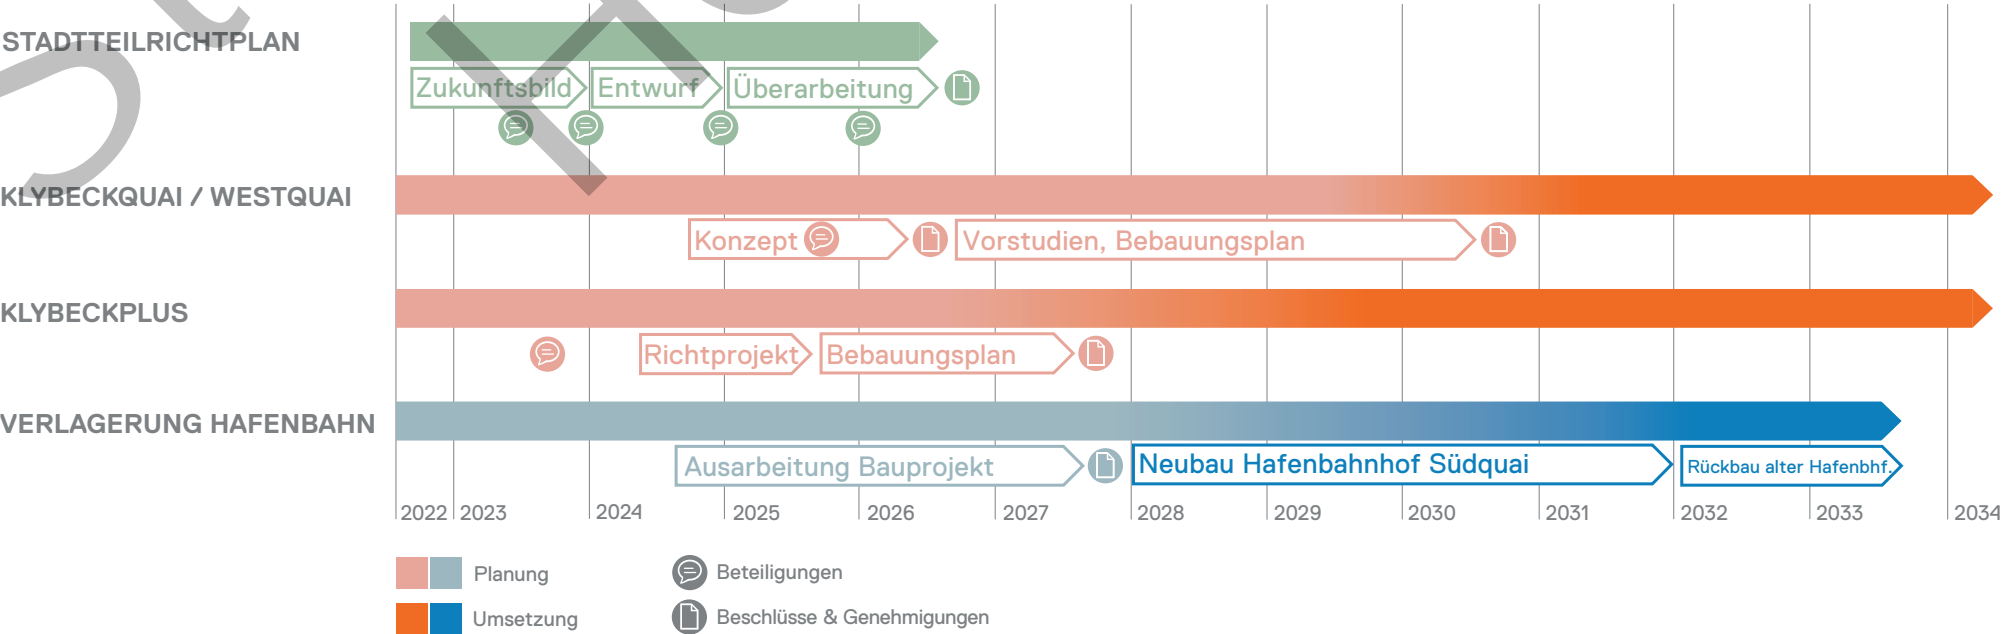 STADTTEILRICHTPLAN
Zukunftsbild
Entwurf
Überarbeitung
KLYBECKQUAI / WESTQUAI
Konzept
Vorstudien, Bebauungsplan
KLYBECKPLUS
Richtprojekt
Bebauungsplan
VERLAGERUNG HAFENBAHN
Ausarbeitung Bauprojekt
Neubau Hafenbahnhof Südquai
Rückbau alter Hafenbhf.
2022 2023 2024 2025 2026 2027 2028 2029 2030 2031 2032 2033 2034
Planung
Beteiligungen
Umsetzung
Beschlüsse & Genehmigungen